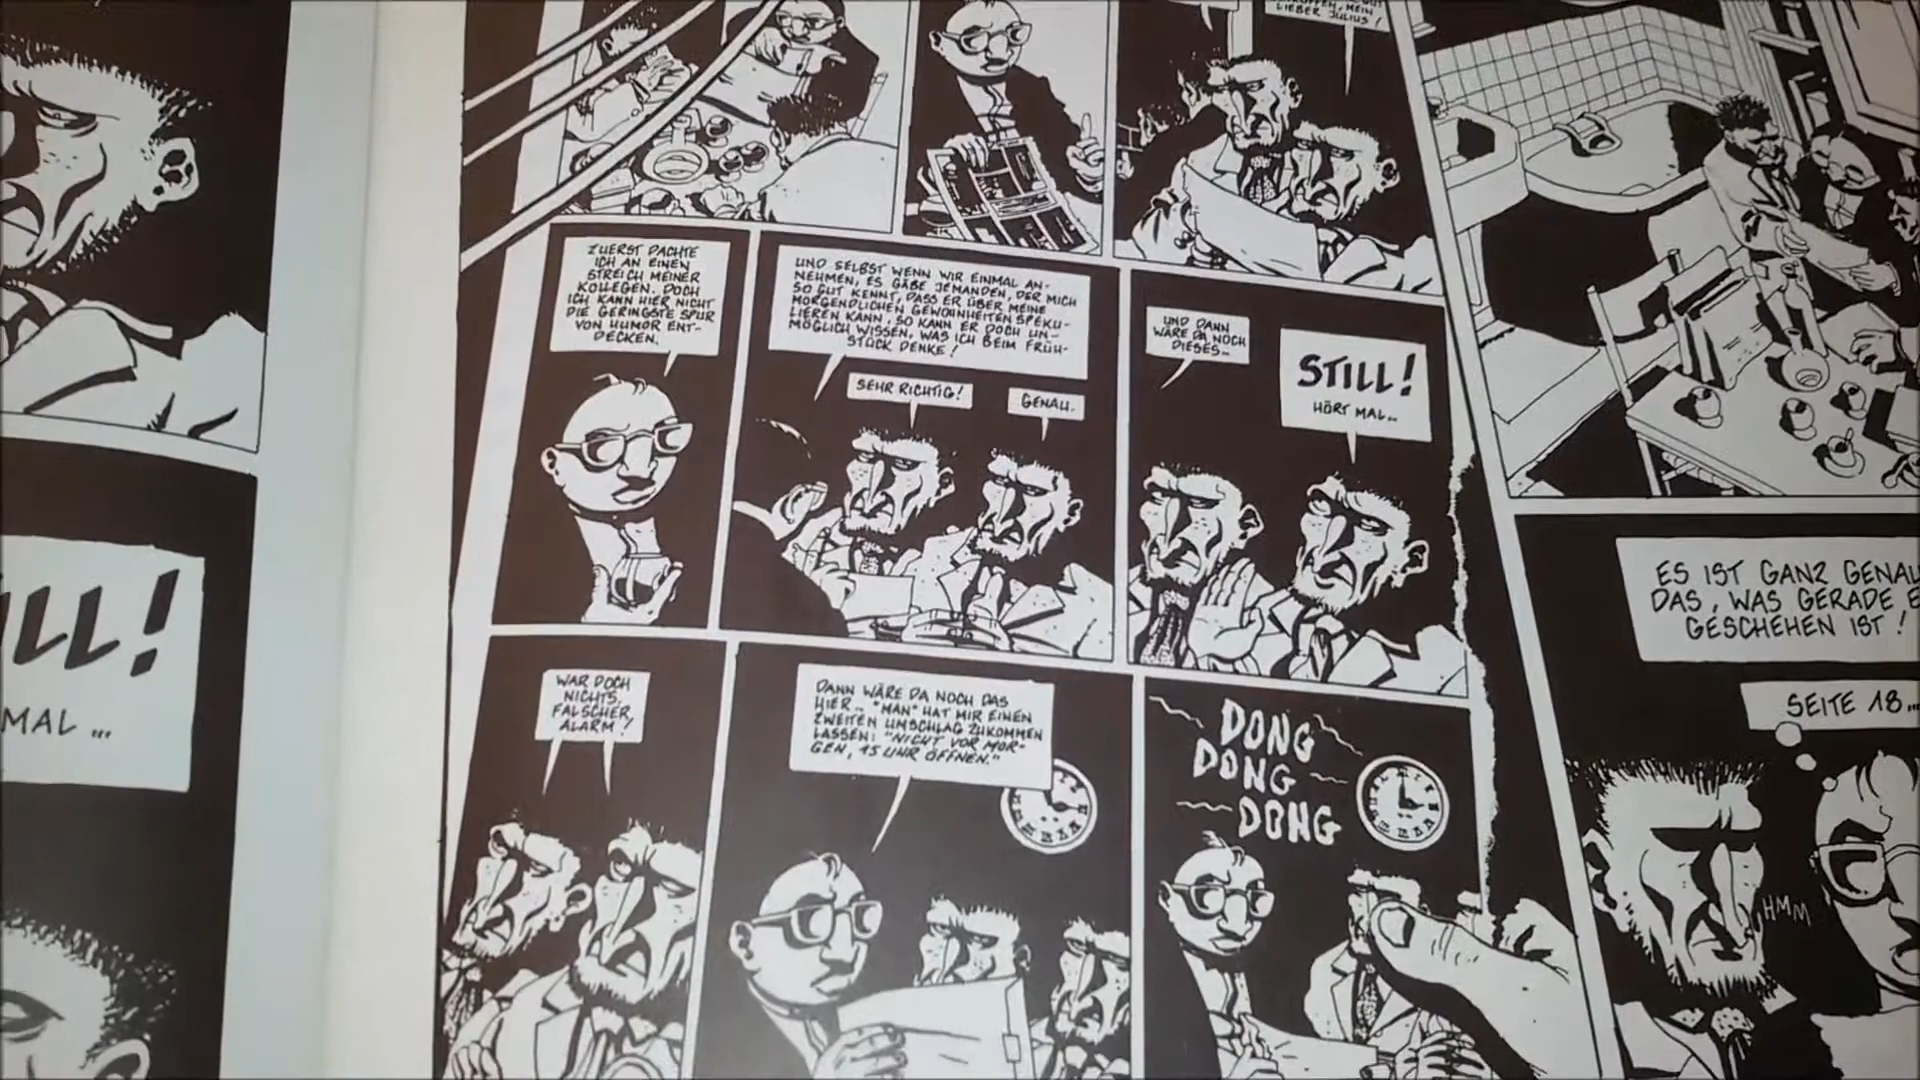 LIEBER JULIUS!
ZUERST DACHTE
ICH AN EINEN
STREICH MEINER
KOLLEGEN. DOCH
ICH KANN HIER NICHT
DIE GERINGSTE SPUR
VON HUMOR ENT-
DECKEN.
UND SELBST WENN WIR EINMAL AN-
NEHMEN, ES GÄBE JEMANDEN, DER MICH
SO GUT KENNT, DASS ER ÜBER MEINE
MORGENDLICHEN GEWOHNHEITEN SPEKU-
LIEREN KANN, SO KANN ER DOCH UN-
MÖGLICH WISSEN, WAS ICH BEIM FRÜH-
STÜCK DENKE!
SEHR RICHTIG!
GENAU.
UND DANN
WÄRE DA NOCH
DIESES...
STILL!
HÖRT MAL...
WAR DOCH
NICHTS.
FALSCHER
ALARM!
DANN WÄRE DA NOCH DAS
HIER... "MAN" HAT MIR EINEN
ZWEITEN UMSCHLAG ZUKOMMEN
LASSEN: "NICHT VOR MOR-
GEN, 15 UHR ÖFFNEN."
DONG
DONG
DONG
DONG
LL!
MAL...
ES IST GANZ GENAU
DAS, WAS GERADE E
GESCHEHEN IST!
SEITE 18...
HMM